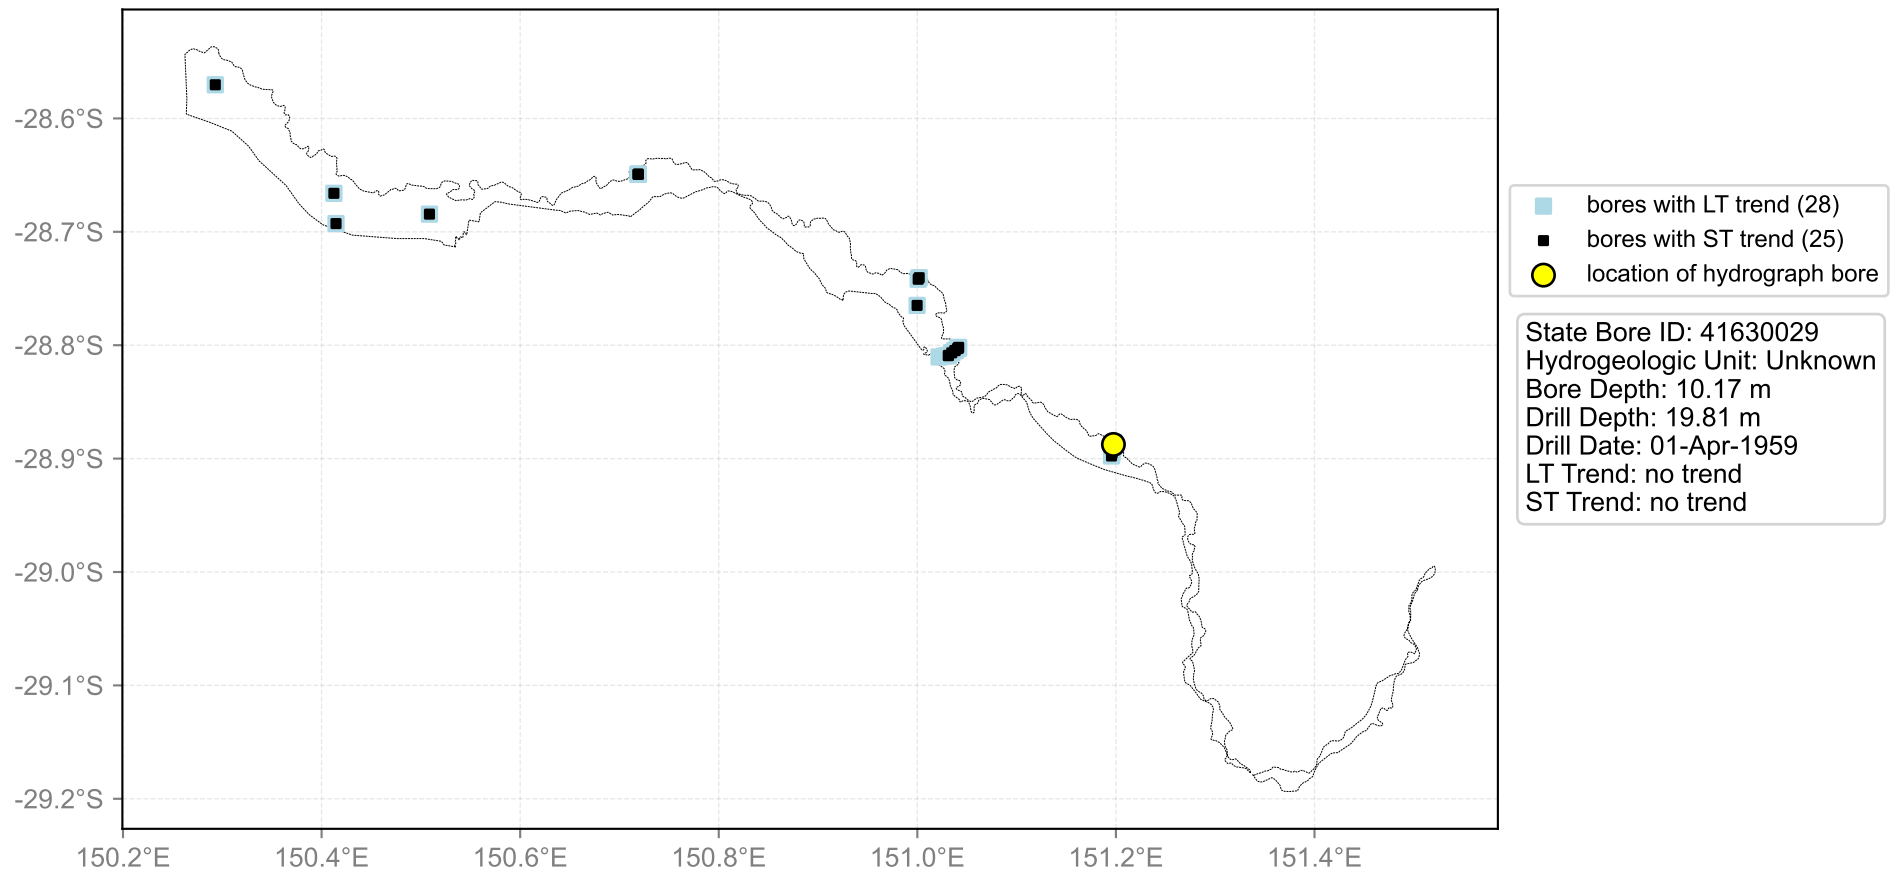 -28.6°S
-28.7°S
-28.8°S
-28.9°S
-29.0°S
-29.1°S
-29.2°S
150.2°E
150.4°E
150.6°E
150.8°E
151.0°E
151.2°E
151.4°E
bores with LT trend (28)
bores with ST trend (25)
location of hydrograph bore
State Bore ID: 41630029
Hydrogeologic Unit: Unknown
Bore Depth: 10.17 m
Drill Depth: 19.81 m
Drill Date: 01-Apr-1959
LT Trend: no trend
ST Trend: no trend